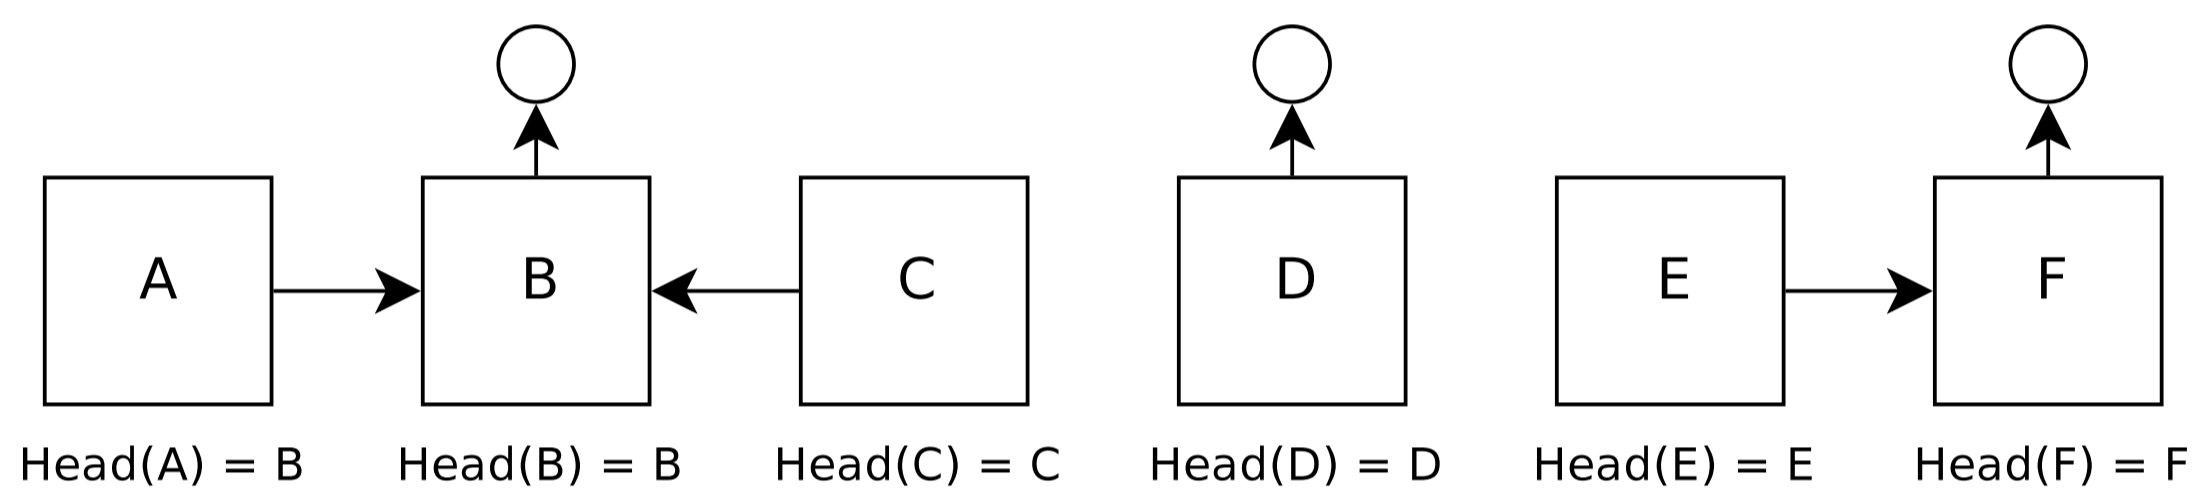 A B C D E F
Head(A) = B Head(B) = B Head(C) = C Head(D) = D Head(E) = E Head(F) = F